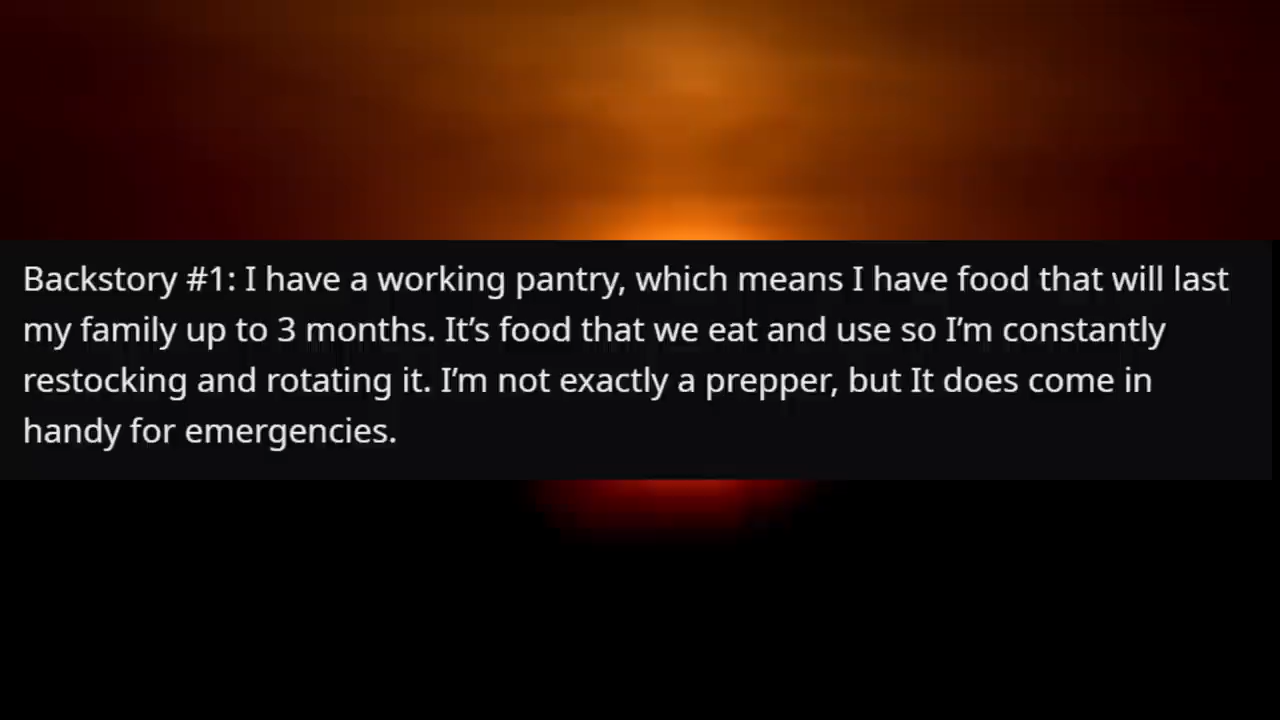 Backstory #1: I have a working pantry, which means I have food that will last
my family up to 3 months. It’s food that we eat and use so I’m constantly
restocking and rotating it. I’m not exactly a prepper, but It does come in
handy for emergencies.